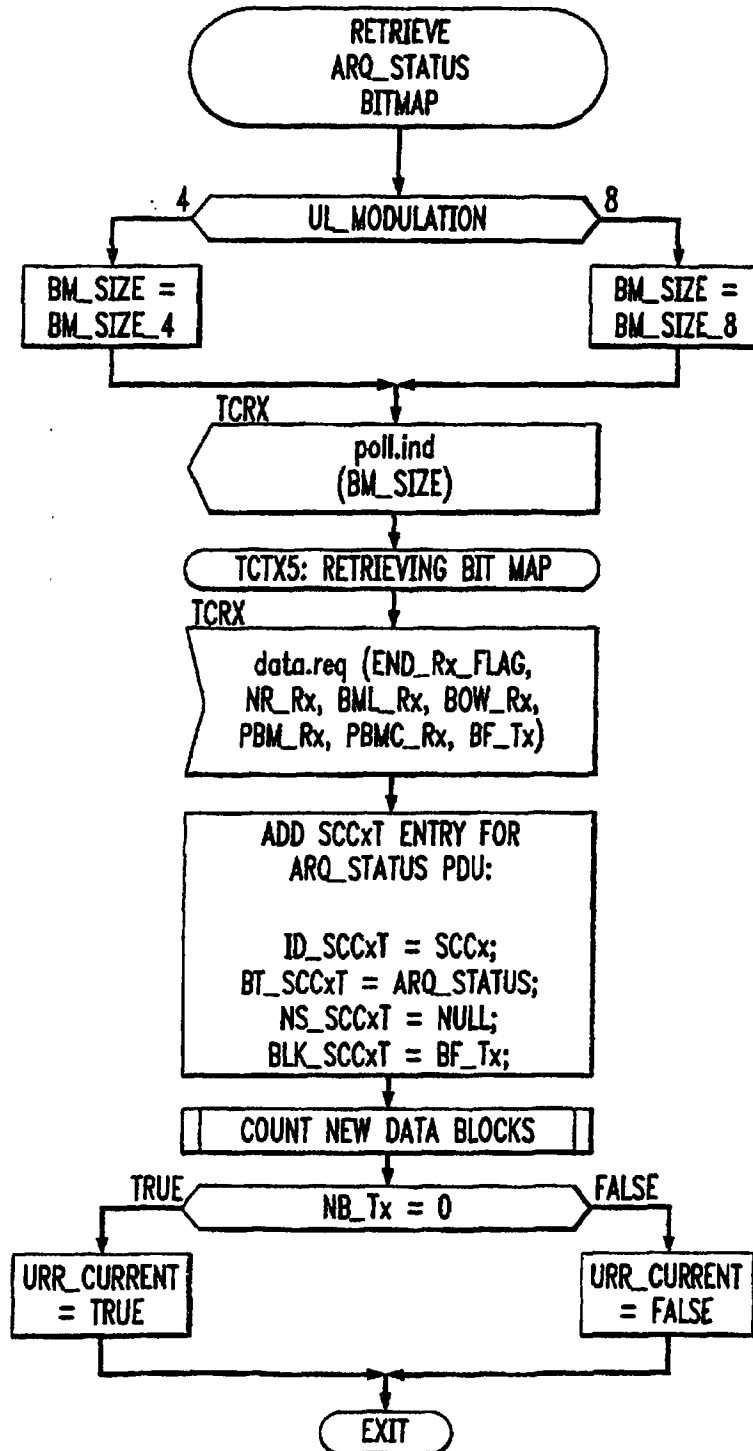 RETRIEVE
ARQ_STATUS
BITMAP
4
UL_MODULATION
8
BM_SIZE =
BM_SIZE_4
BM_SIZE =
BM_SIZE_8
TCRX
poll.ind
(BM_SIZE)
TCTX5: RETRIEVING BIT MAP
TCRX
data.req (END_Rx_FLAG,
NR_Rx, BML_Rx, BOW_Rx,
PBM_Rx, PBMC_Rx, BF_Tx)
ADD SCCxT ENTRY FOR
ARQ_STATUS PDU:
ID_SCCxT = SCCx;
BT_SCCxT = ARQ_STATUS;
NS_SCCxT = NULL;
BLK_SCCxT = BF_Tx;
COUNT NEW DATA BLOCKS
TRUE
NB_Tx = 0
FALSE
URR_CURRENT
= TRUE
URR_CURRENT
= FALSE
EXIT